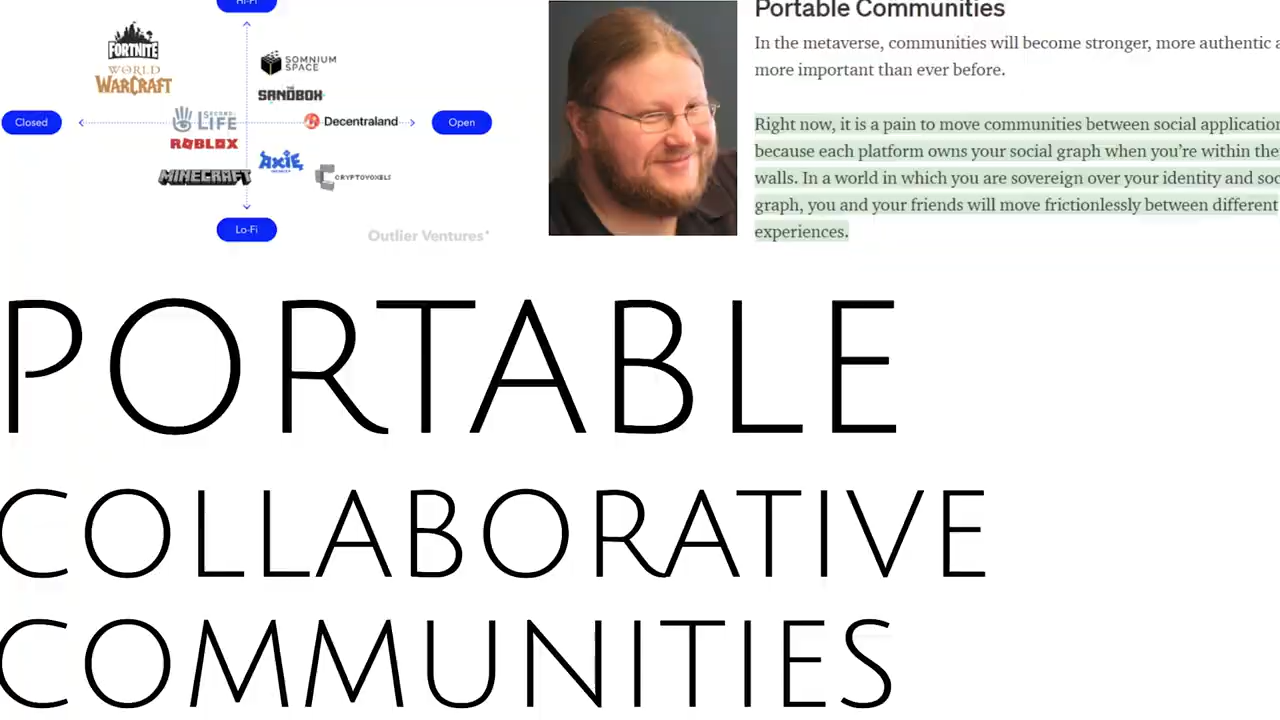 Hi-Fi
FORTNITE
WORLD
WARCRAFT
SOMNIUM
SPACE
THE
SANDBOX
Closed
SECOND
LIFE
Decentraland
Open
ROBLOX
AXIE
INFINITY
MINECRAFT
CRYPTOVOXELS
Lo-Fi
Outlier Ventures
Portable Communities
In the metaverse, communities will become stronger, more authentic a
more important than ever before.
Right now, it is a pain to move communities between social application
because each platform owns your social graph when you're within the
walls. In a world in which you are sovereign over your identity and soc
graph, you and your friends will move frictionlessly between different
experiences.
PORTABLE
COLLABORATIVE
COMMUNITIES